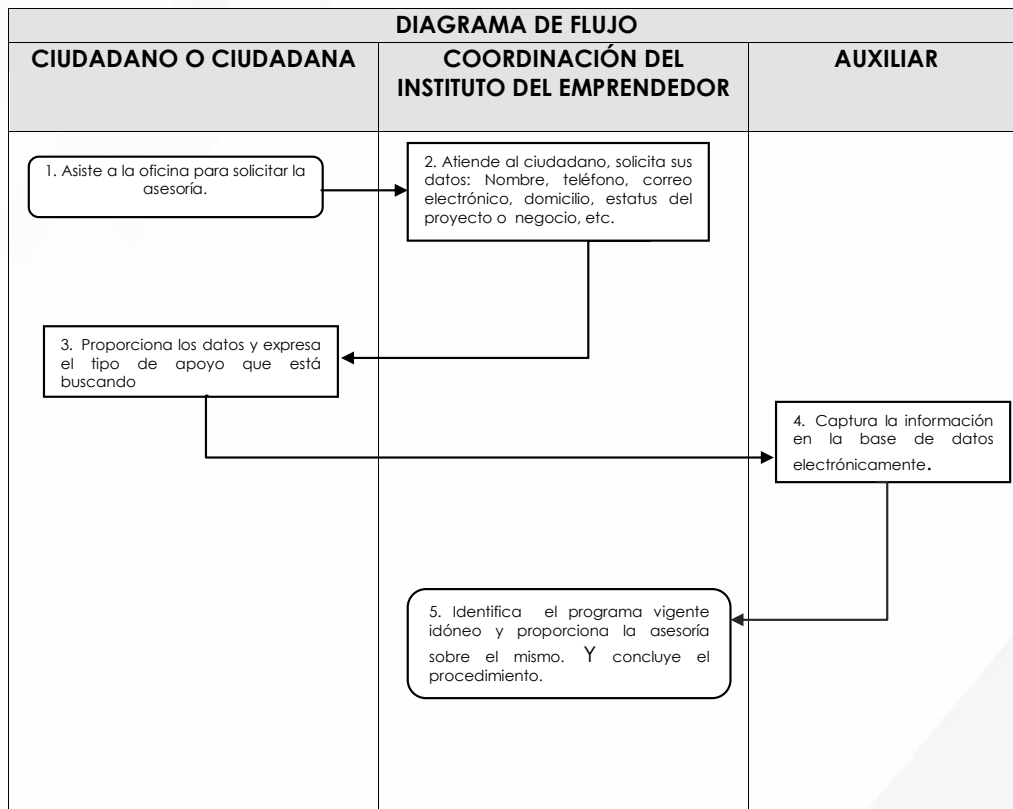 DIAGRAMA DE FLUJO
CIUDADANO O CIUDADANA
COORDINACIÓN DEL
INSTITUTO DEL EMPRENDEDOR
AUXILIAR
1. Asiste a la oficina para solicitar la
asesoría.
2. Atiende al ciudadano, solicita sus
datos: Nombre, teléfono, correo
electrónico, domicilio, estatus del
proyecto o negocio, etc.
3. Proporciona los datos y expresa
el tipo de apoyo que está
buscando
4. Captura la información
en la base de datos
electrónicamente.
5. Identifica el programa vigente
idóneo y proporciona la asesoría
sobre el mismo. Y concluye el
procedimiento.